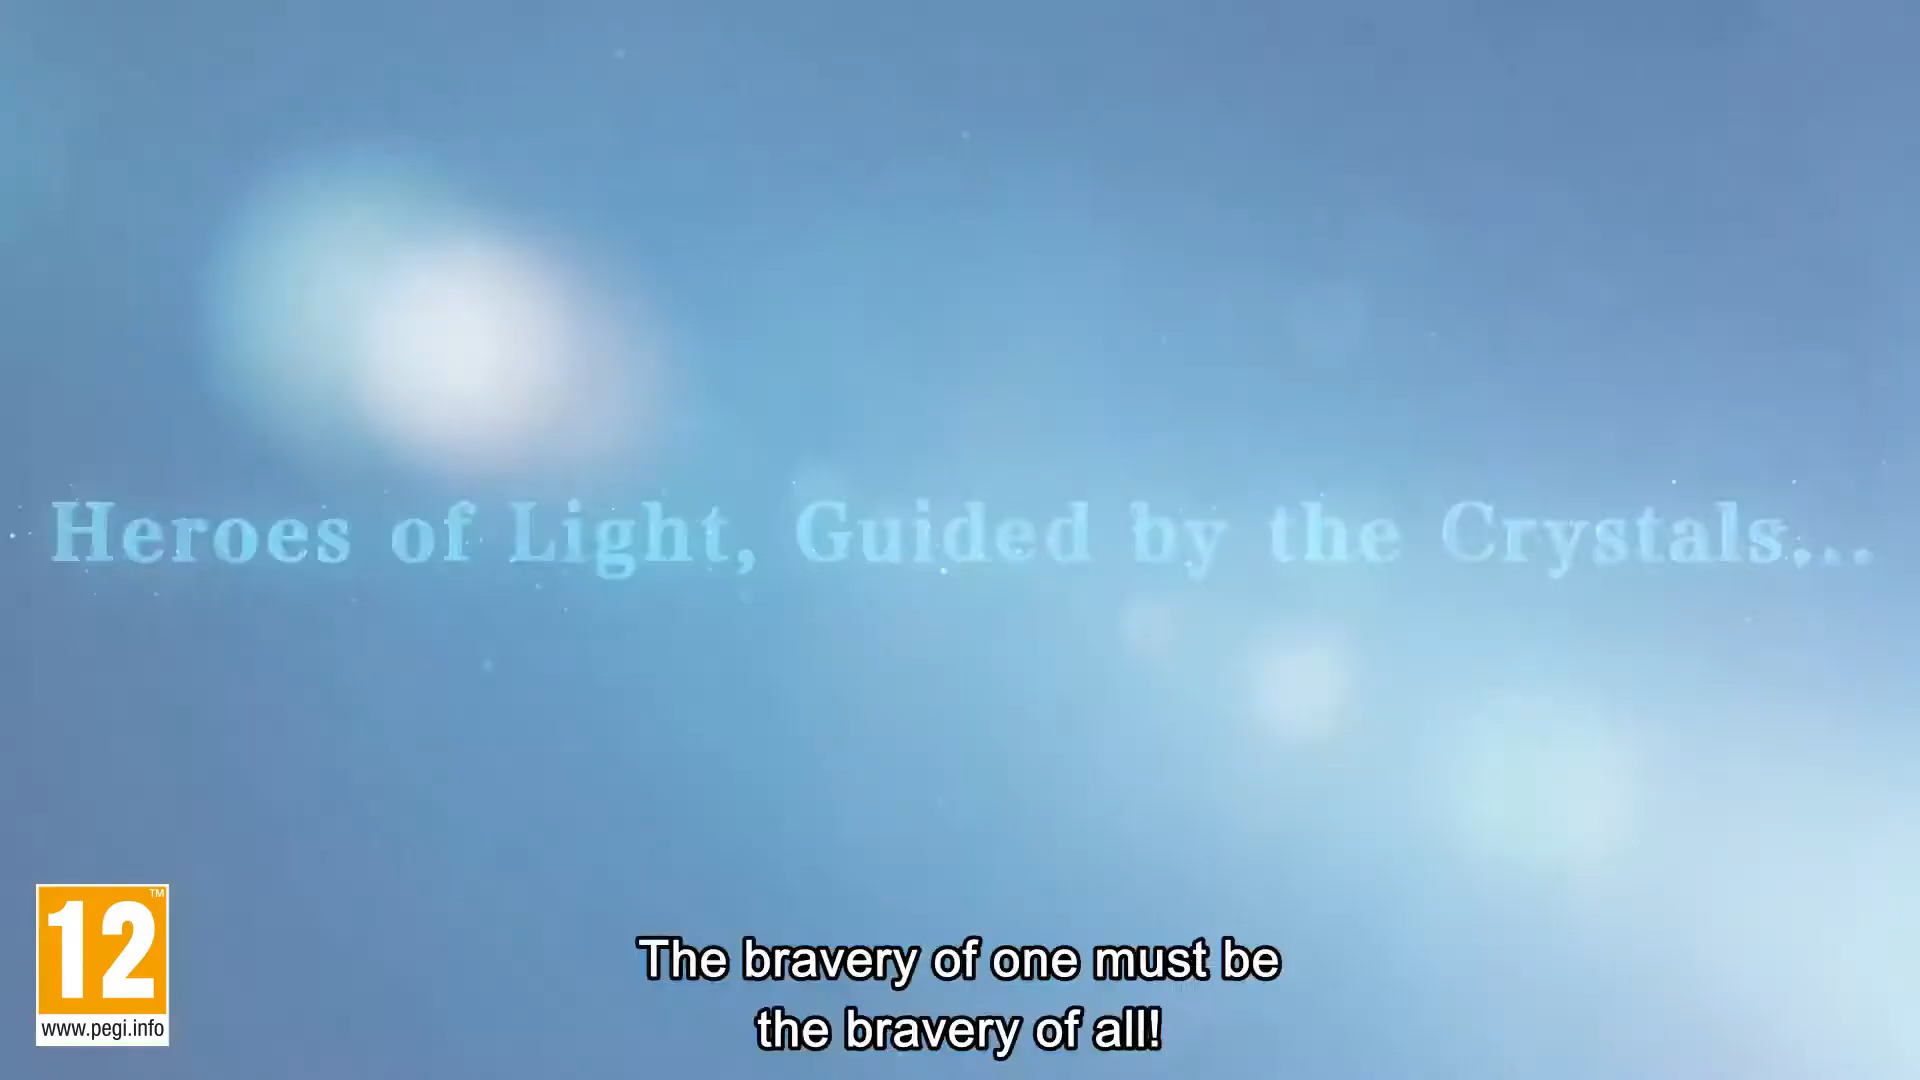 Heroes of Light, Guided by the Crystals...
12™
www.pegi.info
The bravery of one must be
the bravery of all!